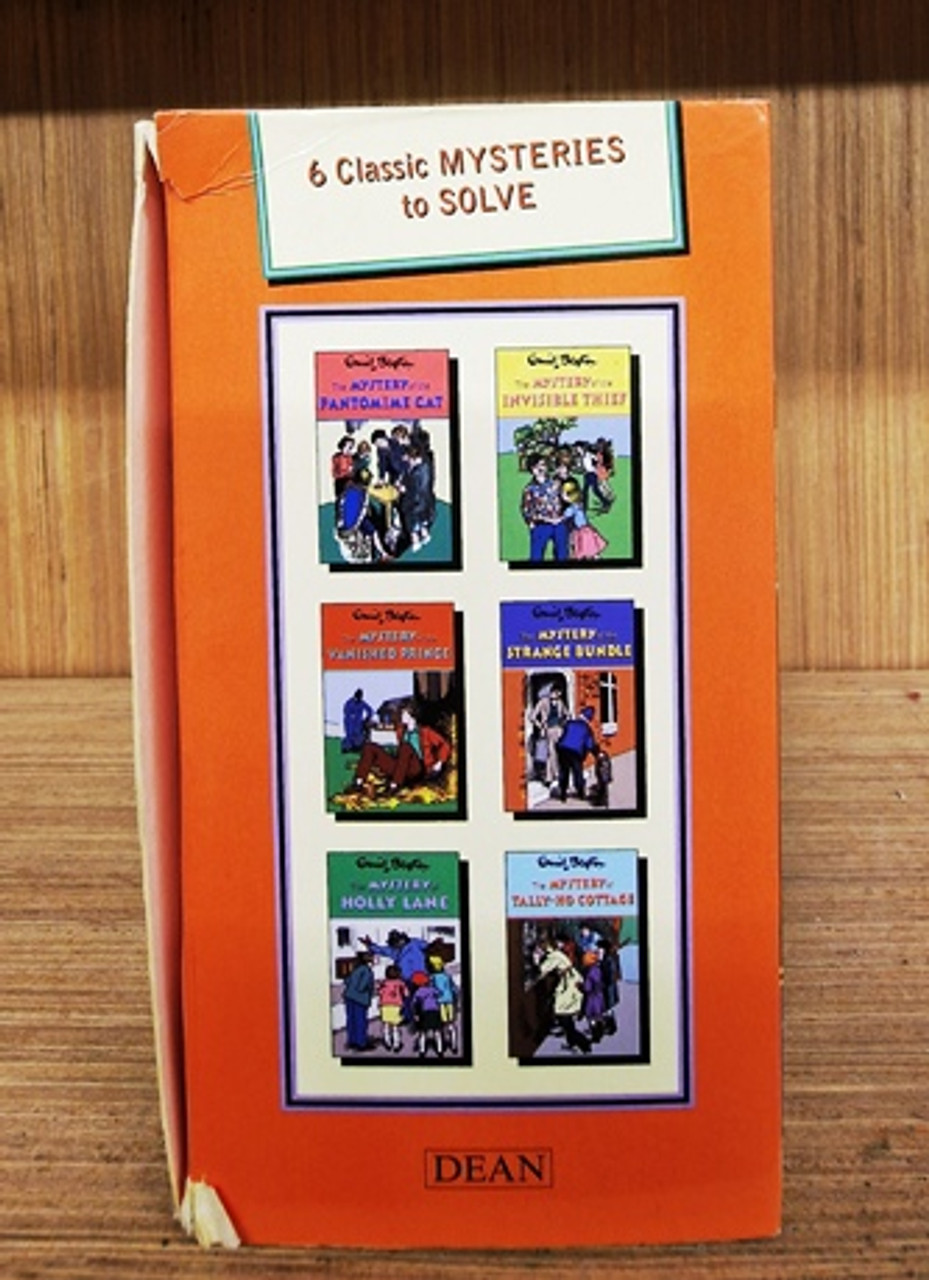 6 Classic MYSTERIES
to SOLVE
Enid Blyton
The MYSTERY of the
PANTOMIME CAT
Enid Blyton
The MYSTERY of the
INVISIBLE THIEF
Enid Blyton
The MYSTERY of the
VANISHED PRINCE
Enid Blyton
The MYSTERY of the
STRANGE BUNDLE
Enid Blyton
The MYSTERY of
HOLLY LANE
Enid Blyton
The MYSTERY of
TALLY-HO COTTAGE
DEAN